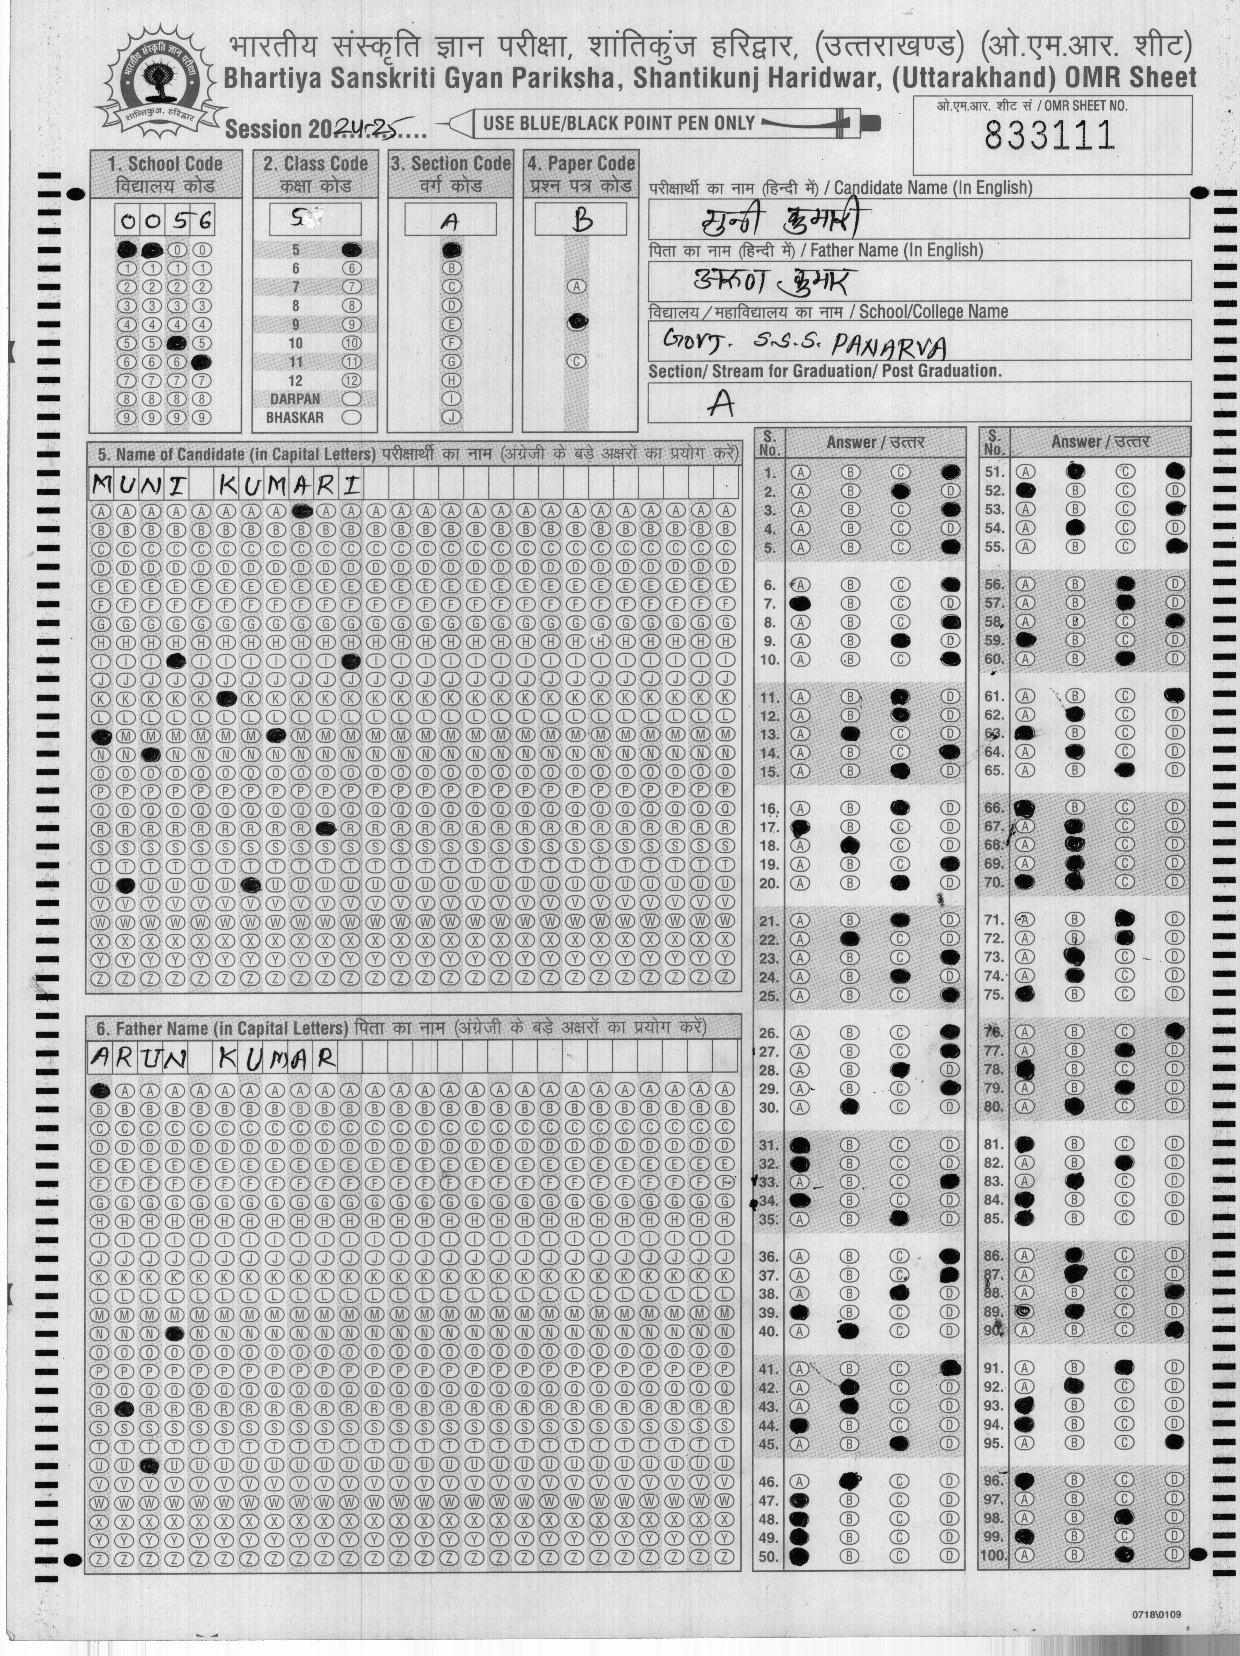 भारतीय संस्कृति ज्ञान परीक्षा, शांतिकुंज हरिद्वार, (उत्तराखण्ड) (ओ.एम.आर. शीट)
Bhartiya Sanskriti Gyan Pariksha, Shantikunj Haridwar, (Uttarakhand) OMR Sheet
Session 2024-25
USE BLUE/BLACK POINT PEN ONLY
ओ.एम.आर. शीट सं / OMR SHEET NO.
833111
1. School Code
विद्यालय कोड
0 0 5 6
2. Class Code
कक्षा कोड
5
5
6
7
8
9
10
11
12
DARPAN
BHASKAR
3. Section Code
वर्ग कोड
A
4. Paper Code
प्रश्न पत्र कोड
B
परीक्षार्थी का नाम (हिन्दी में) / Candidate Name (In English)
मुनी कुमारी
पिता का नाम (हिन्दी में) / Father Name (In English)
अरूण कुमार
विद्यालय/महाविद्यालय का नाम / School/College Name
GOVT. S.S.S. PANARVA
Section/ Stream for Graduation/ Post Graduation.
A
5. Name of Candidate (in Capital Letters) परीक्षार्थी का नाम (अंग्रेजी के बड़े अक्षरों का प्रयोग करें)
MUNI KUMARI
6. Father Name (in Capital Letters) पिता का नाम (अंग्रेजी के बड़े अक्षरों का प्रयोग करें)
ARUN KUMAR
S. No. Answer / उत्तर
S. No. Answer / उत्तर
0718\0109